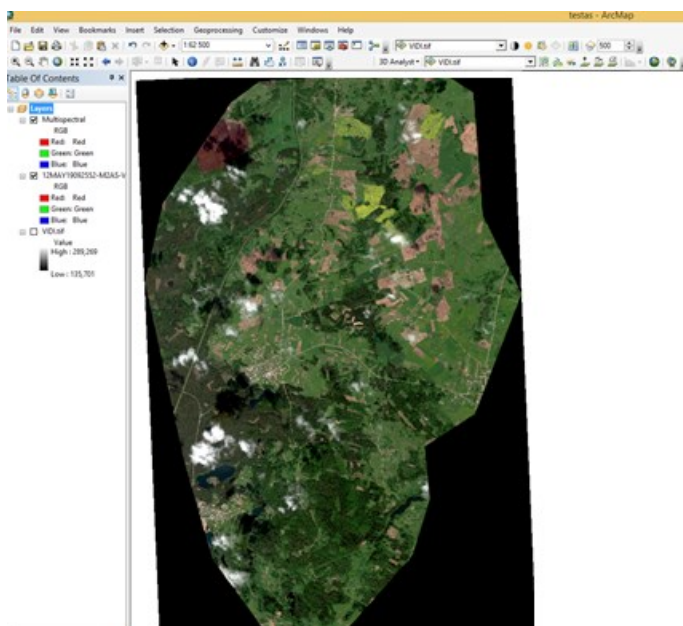 testas - ArcMap
File Edit View Bookmarks Insert Selection Geoprocessing Customize Windows Help
1:62 500 VIDI.tif 500
3D Analyst VIDI.tif
Table Of Contents
Layers
Multispectral
RGB
Red: Red
Green: Green
Blue: Blue
12MAY19092552-M2AS-V
RGB
Red: Red
Green: Green
Blue: Blue
VIDI.tif
Value
High : 289,269
Low : 135,701